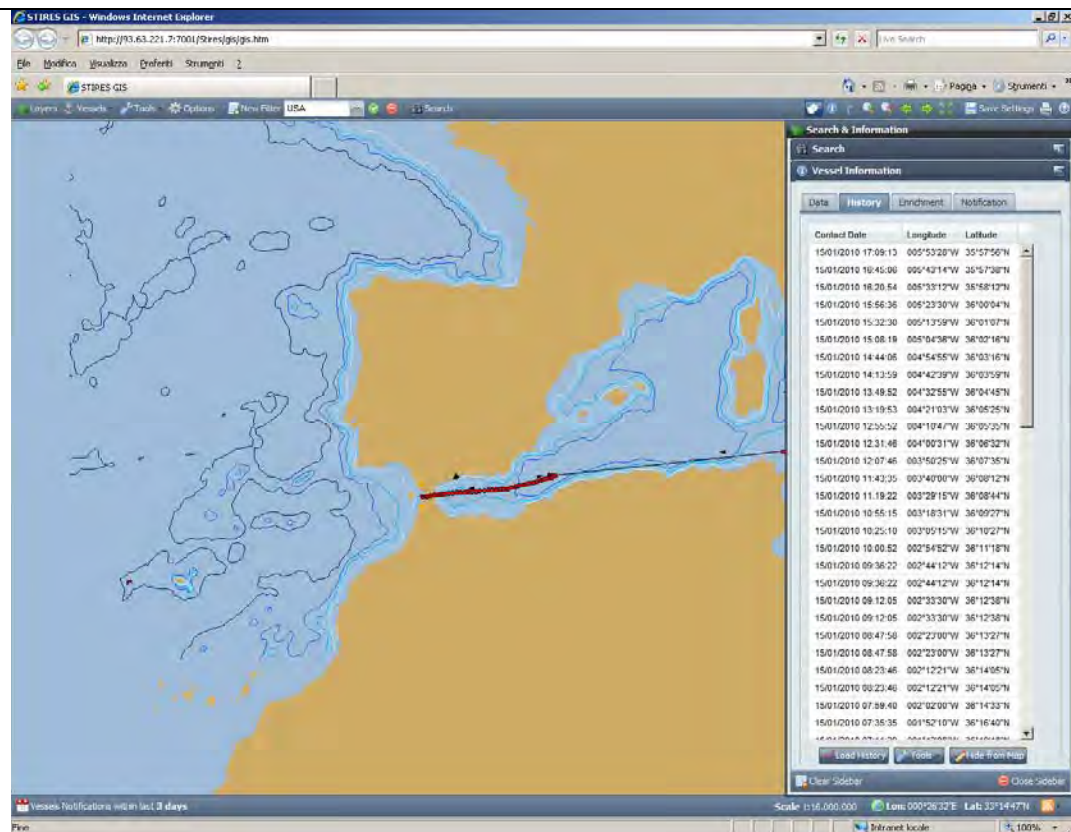 STIRES GIS - Windows Internet Explorer
http://93.63.221.7:7001/Stires/gis/gis.htm
Live Search
File Modifica Visualizza Preferiti Strumenti ?
STIRES GIS
Pagina Strumenti
Layers Vessels Tools Options New Filter USA Search Save Settings
Search & Information
Search
Vessel Information
Data History Enrichment Notification
Contact Date Longitude Latitude
15/01/2010 17:09:13 005°53'28"W 35°57'56"N
15/01/2010 16:45:06 005°43'14"W 35°57'38"N
15/01/2010 16:20:54 005°33'12"W 35°58'12"N
15/01/2010 15:56:36 005°23'30"W 36°00'04"N
15/01/2010 15:32:30 005°13'59"W 36°01'07"N
15/01/2010 15:08:19 005°04'36"W 36°02'16"N
15/01/2010 14:44:06 004°54'55"W 36°03'16"N
15/01/2010 14:13:59 004°42'39"W 36°03'59"N
15/01/2010 13:49:52 004°32'55"W 36°04'45"N
15/01/2010 13:19:53 004°21'03"W 36°05'25"N
15/01/2010 12:55:52 004°10'47"W 36°05'35"N
15/01/2010 12:31:46 004°00'31"W 36°06'32"N
15/01/2010 12:07:46 003°50'25"W 36°07'35"N
15/01/2010 11:43:35 003°40'00"W 36°08'12"N
15/01/2010 11:19:22 003°29'15"W 36°08'44"N
15/01/2010 10:55:15 003°18'31"W 36°09'27"N
15/01/2010 10:25:10 003°05'15"W 36°10'27"N
15/01/2010 10:00:52 002°54'52"W 36°11'18"N
15/01/2010 09:36:22 002°44'12"W 36°12'14"N
15/01/2010 09:36:22 002°44'12"W 36°12'14"N
15/01/2010 09:12:05 002°33'30"W 36°12'38"N
15/01/2010 09:12:05 002°33'30"W 36°12'38"N
15/01/2010 08:47:58 002°23'00"W 36°13'27"N
15/01/2010 08:47:58 002°23'00"W 36°13'27"N
15/01/2010 08:23:46 002°12'21"W 36°14'05"N
15/01/2010 08:23:46 002°12'21"W 36°14'05"N
15/01/2010 07:59:40 002°02'00"W 36°14'33"N
15/01/2010 07:35:35 001°52'10"W 36°16'40"N
Load History Tools Hide from Map
Clear Sidebar Close Sidebar
Vessels Notifications within last 3 days Scale 1:16.000.000 Lon: 000°26'32"E Lat: 33°14'47"N
Fine Intranet locale 100%